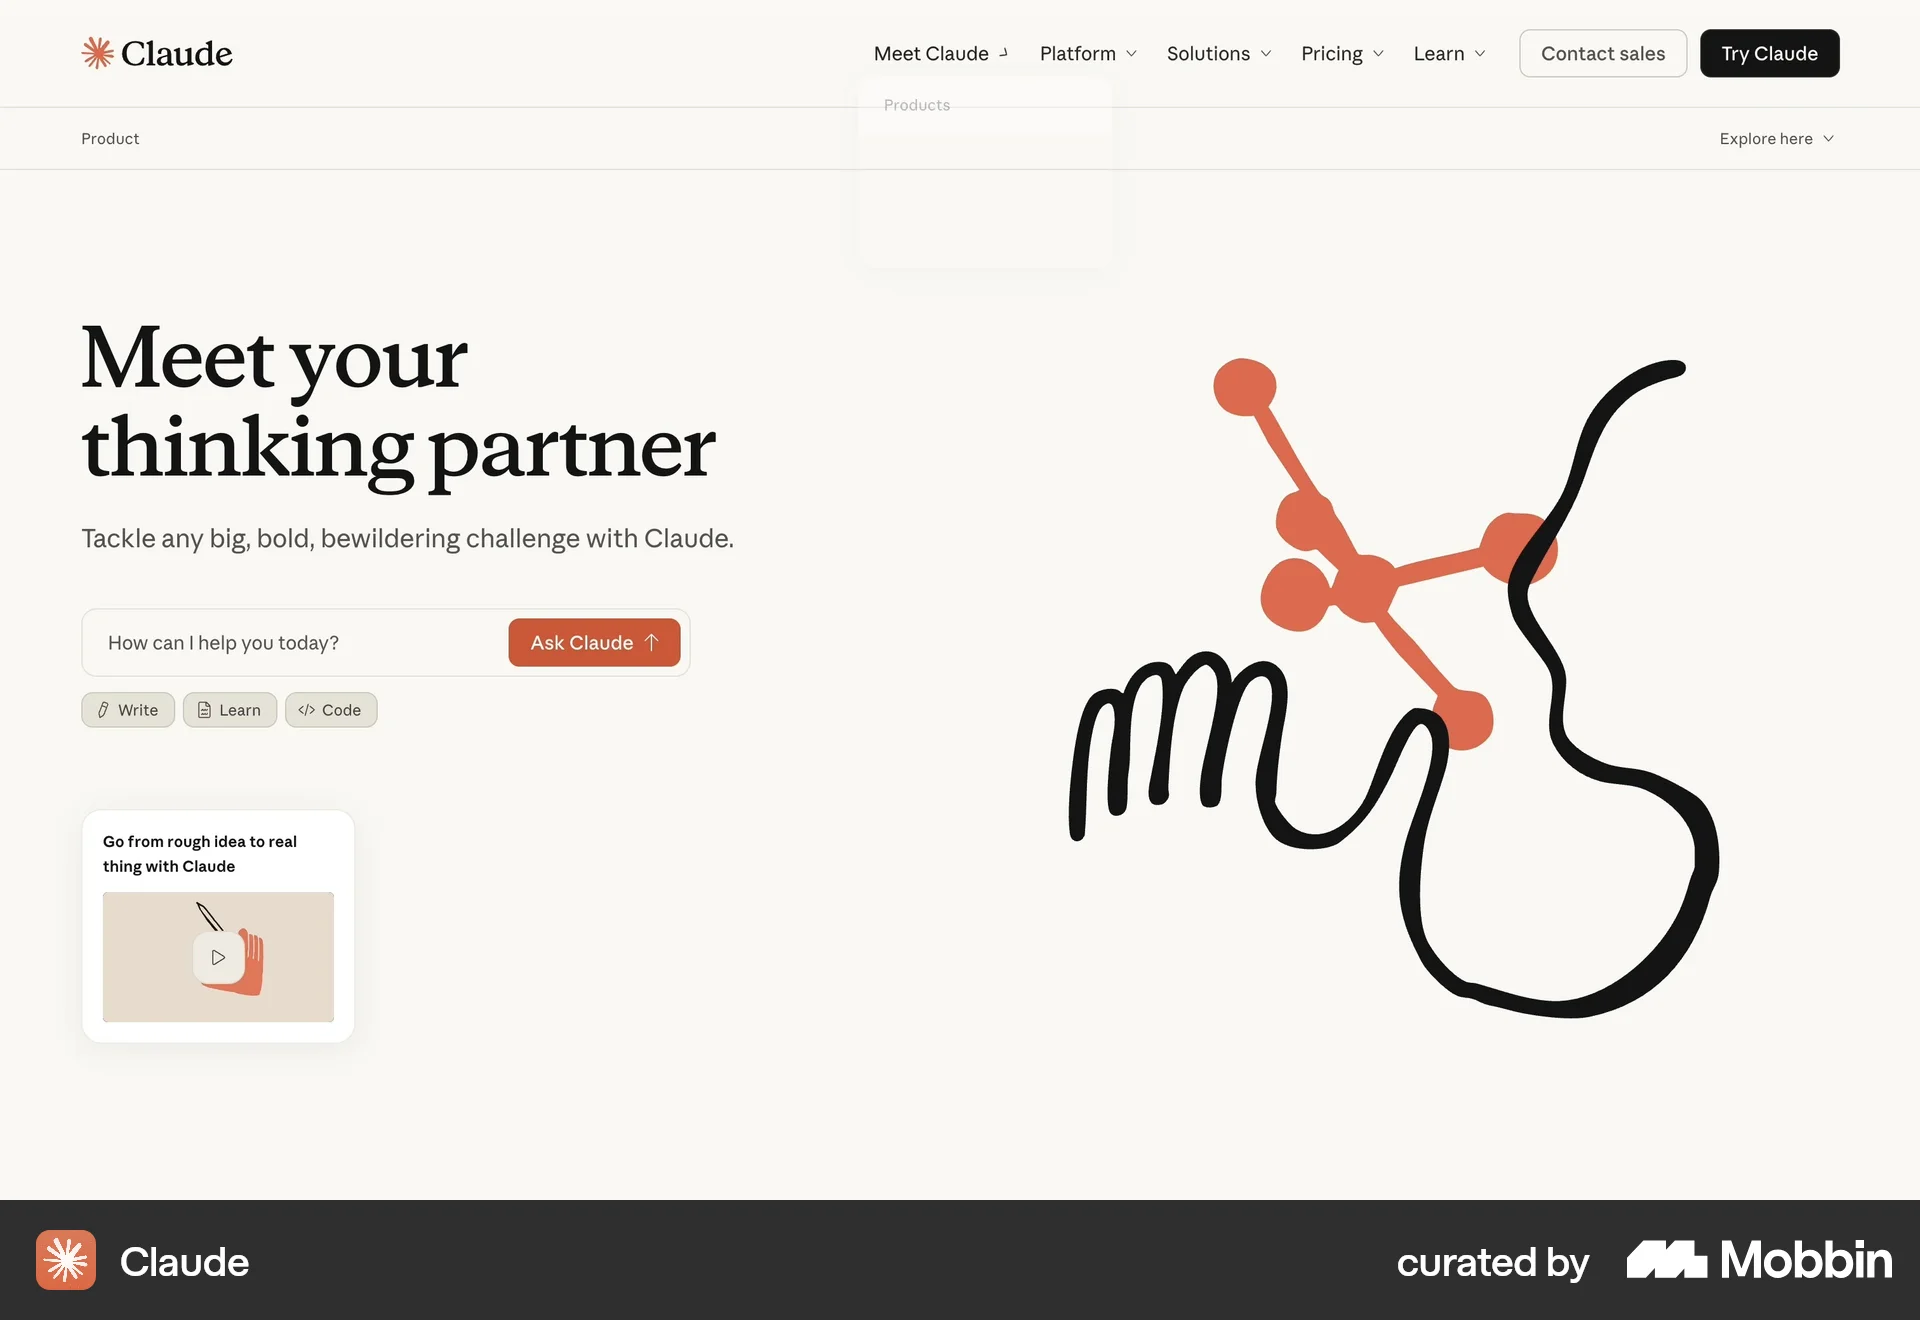 Claude
Meet Claude
Platform
Solutions
Pricing
Learn
Contact sales
Try Claude
Products
Product
Explore here
Meet your
thinking partner
Tackle any big, bold, bewildering challenge with Claude.
How can I help you today?
Ask Claude
Write
Learn
Code
Go from rough idea to real
thing with Claude
Claude
curated by
Mobbin